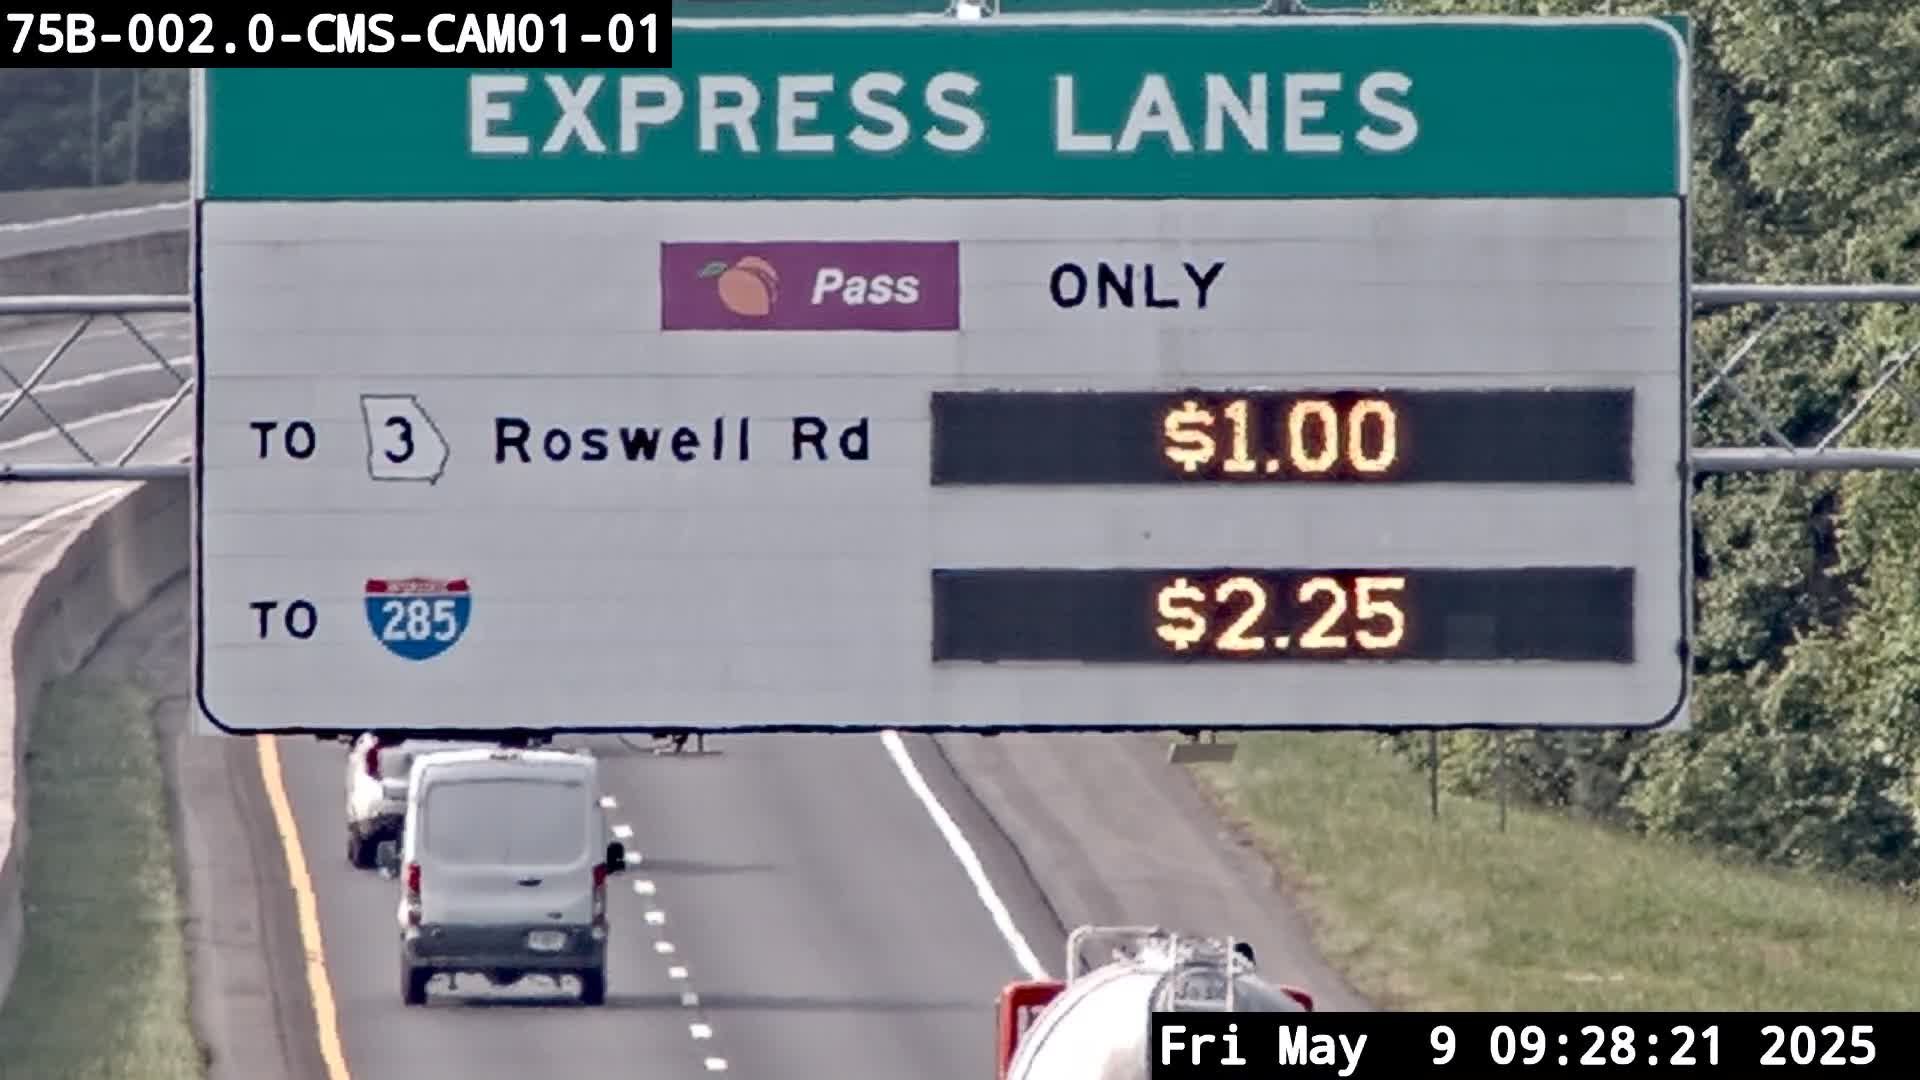 75B-002.0-CMS-CAM01-01
EXPRESS LANES
Pass ONLY
TO 3 Roswell Rd $1.00
TO 285 $2.25
Fri May 9 09:28:21 2025